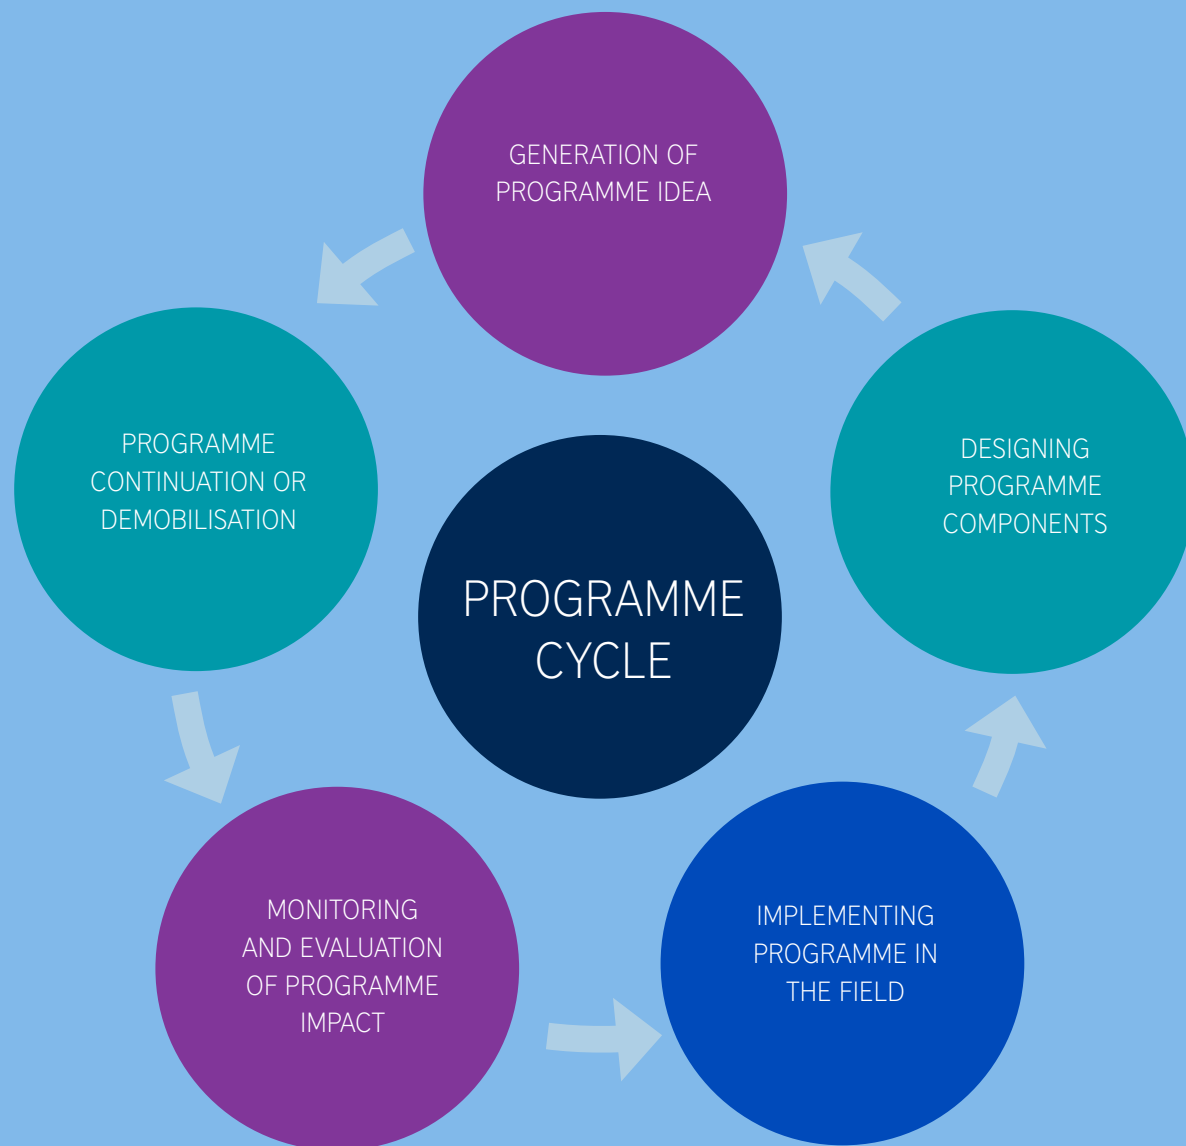 GENERATION OF
PROGRAMME IDEA
PROGRAMME
CONTINUATION OR
DEMOBILISATION
DESIGNING
PROGRAMME
COMPONENTS
PROGRAMME
CYCLE
MONITORING
AND EVALUATION
OF PROGRAMME
IMPACT
IMPLEMENTING
PROGRAMME IN
THE FIELD